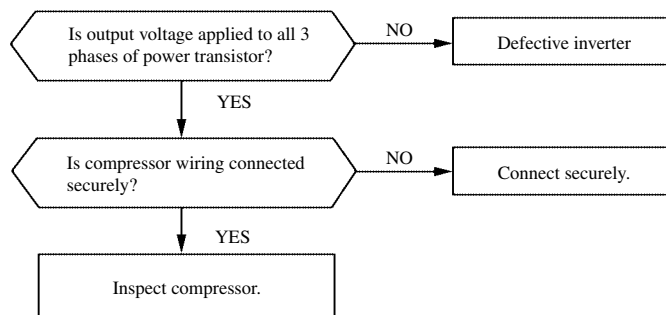 Is output voltage applied to all 3
phases of power transistor?
NO
Defective inverter
YES
Is compressor wiring connected
securely?
NO
Connect securely.
YES
Inspect compressor.